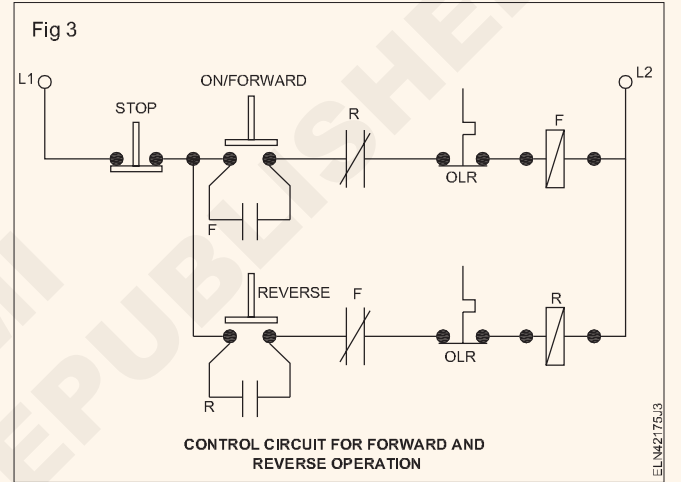 Fig 3
L1
L2
STOP
ON/FORWARD
R
F
OLR
F
REVERSE
F
R
OLR
R
CONTROL CIRCUIT FOR FORWARD AND
REVERSE OPERATION
ELN42175J3